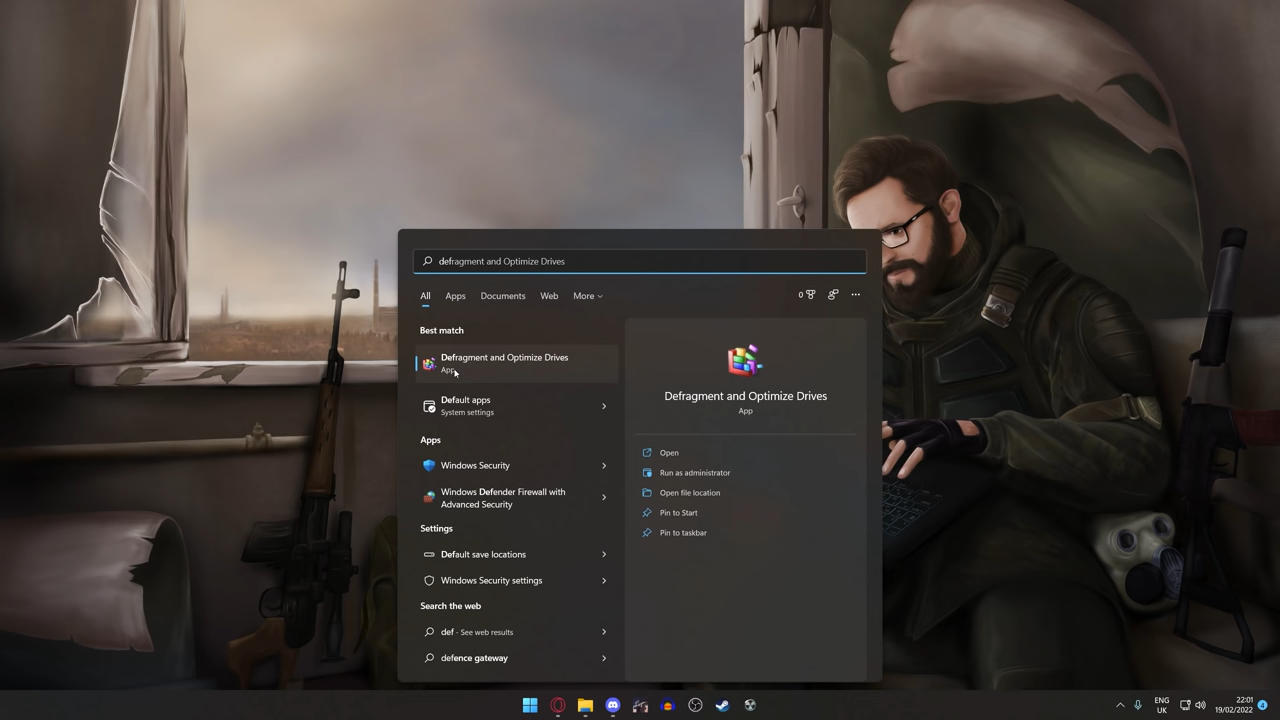 defragment and Optimize Drives
All Apps Documents Web More
0
Best match
Defragment and Optimize Drives
App
Default apps
System settings
Apps
Windows Security
Windows Defender Firewall with
Advanced Security
Settings
Default save locations
Windows Security settings
Search the web
def - See web results
defence gateway
Defragment and Optimize Drives
App
Open
Run as administrator
Open file location
Pin to Start
Pin to taskbar
ENG
UK
22:01
19/02/2022
4